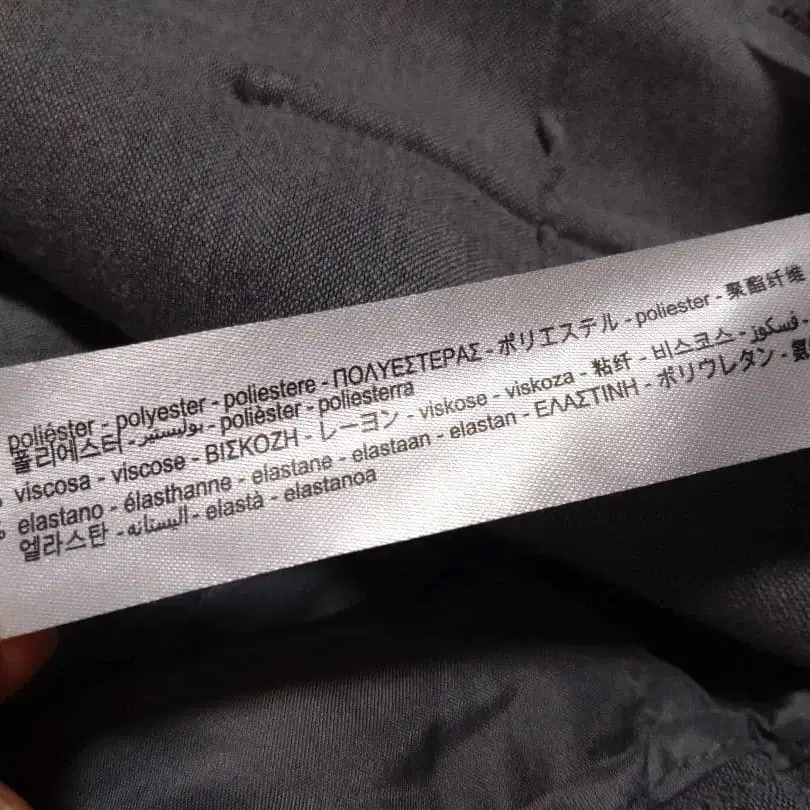 poliéster - polyester - poliestere - ΠΟΛΥΕΣΤΕΡΑΣ - ポリエステル - poliester - 聚酯纤维
폴리에스터 - بوليستير - polièster - poliesterra
% viscosa - viscose - ΒΙΣΚΟΖΗ - レーヨン - viskose - viskoza - 粘纤 - 비스코스 - فسكوز -
% elastano - élasthanne - elastane - elastaan - elastan - ΕΛΑΣΤΙΝΗ - ポリウレタン - 氨
엘라스탄 - اليستانه - elastà - elastanoa